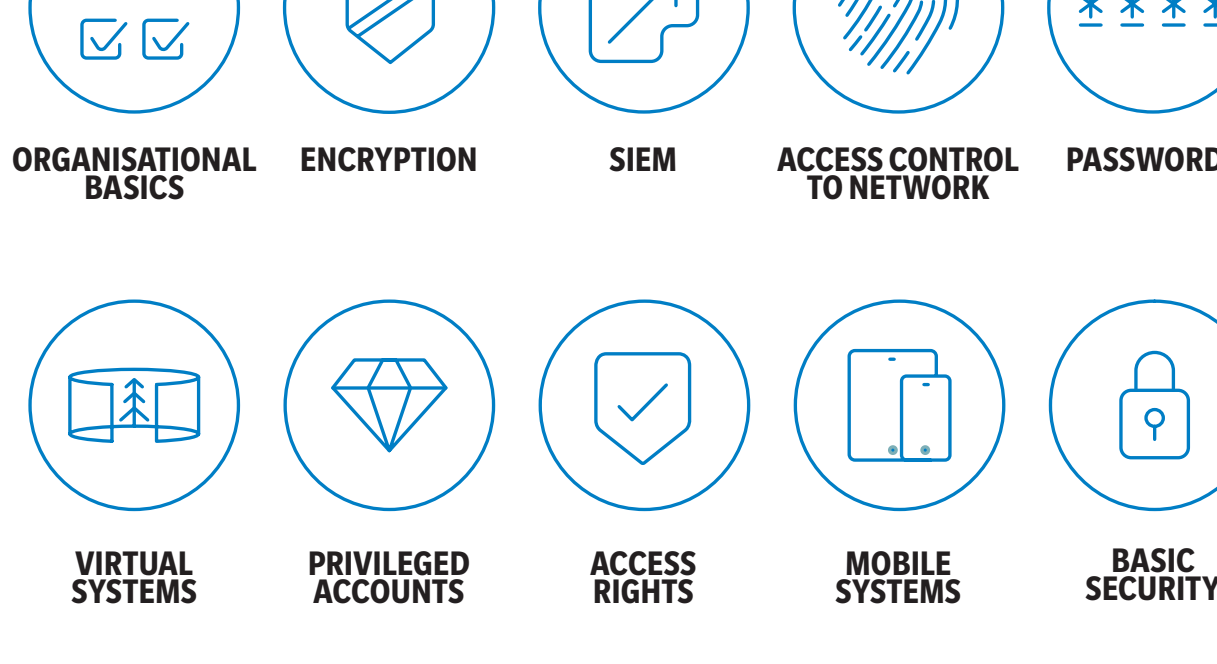 ORGANISATIONAL
BASICS
ENCRYPTION
SIEM
ACCESS CONTROL
TO NETWORK
PASSWORD
VIRTUAL
SYSTEMS
PRIVILEGED
ACCOUNTS
ACCESS
RIGHTS
MOBILE
SYSTEMS
BASIC
SECURITY